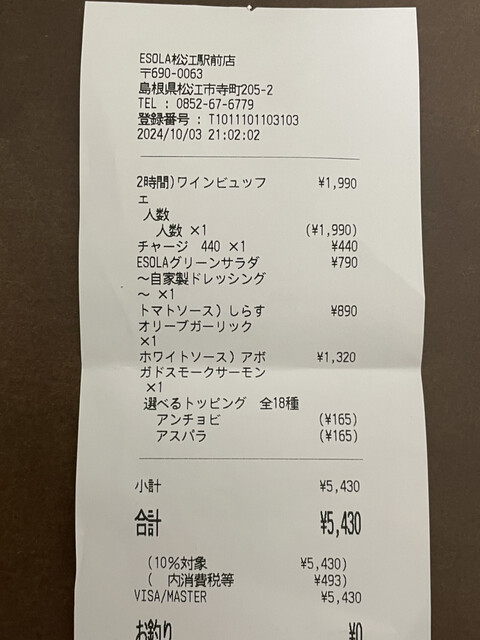 ESOLA松江駅前店
〒690-0063
島根県松江市寺町205-2
TEL : 0852-67-6779
登録番号 : T1011101103103
2024/10/03 21:02:02
2時間)ワインビュッフ ¥1,990
ェ
人数
人数 ×1 (¥1,990)
チャージ 440 ×1 ¥440
ESOLAグリーンサラダ ¥790
～自家製ドレッシング
～ ×1
トマトソース) しらす ¥890
オリーブガーリック
×1
ホワイトソース) アボ ¥1,320
ガドスモークサーモン
×1
選べるトッピング 全18種
アンチョビ (¥165)
アスパラ (¥165)
小計 ¥5,430
合計 ¥5,430
(10%対象 ¥5,430)
( 内消費税等 ¥493)
VISA/MASTER ¥5,430
お釣り ¥0